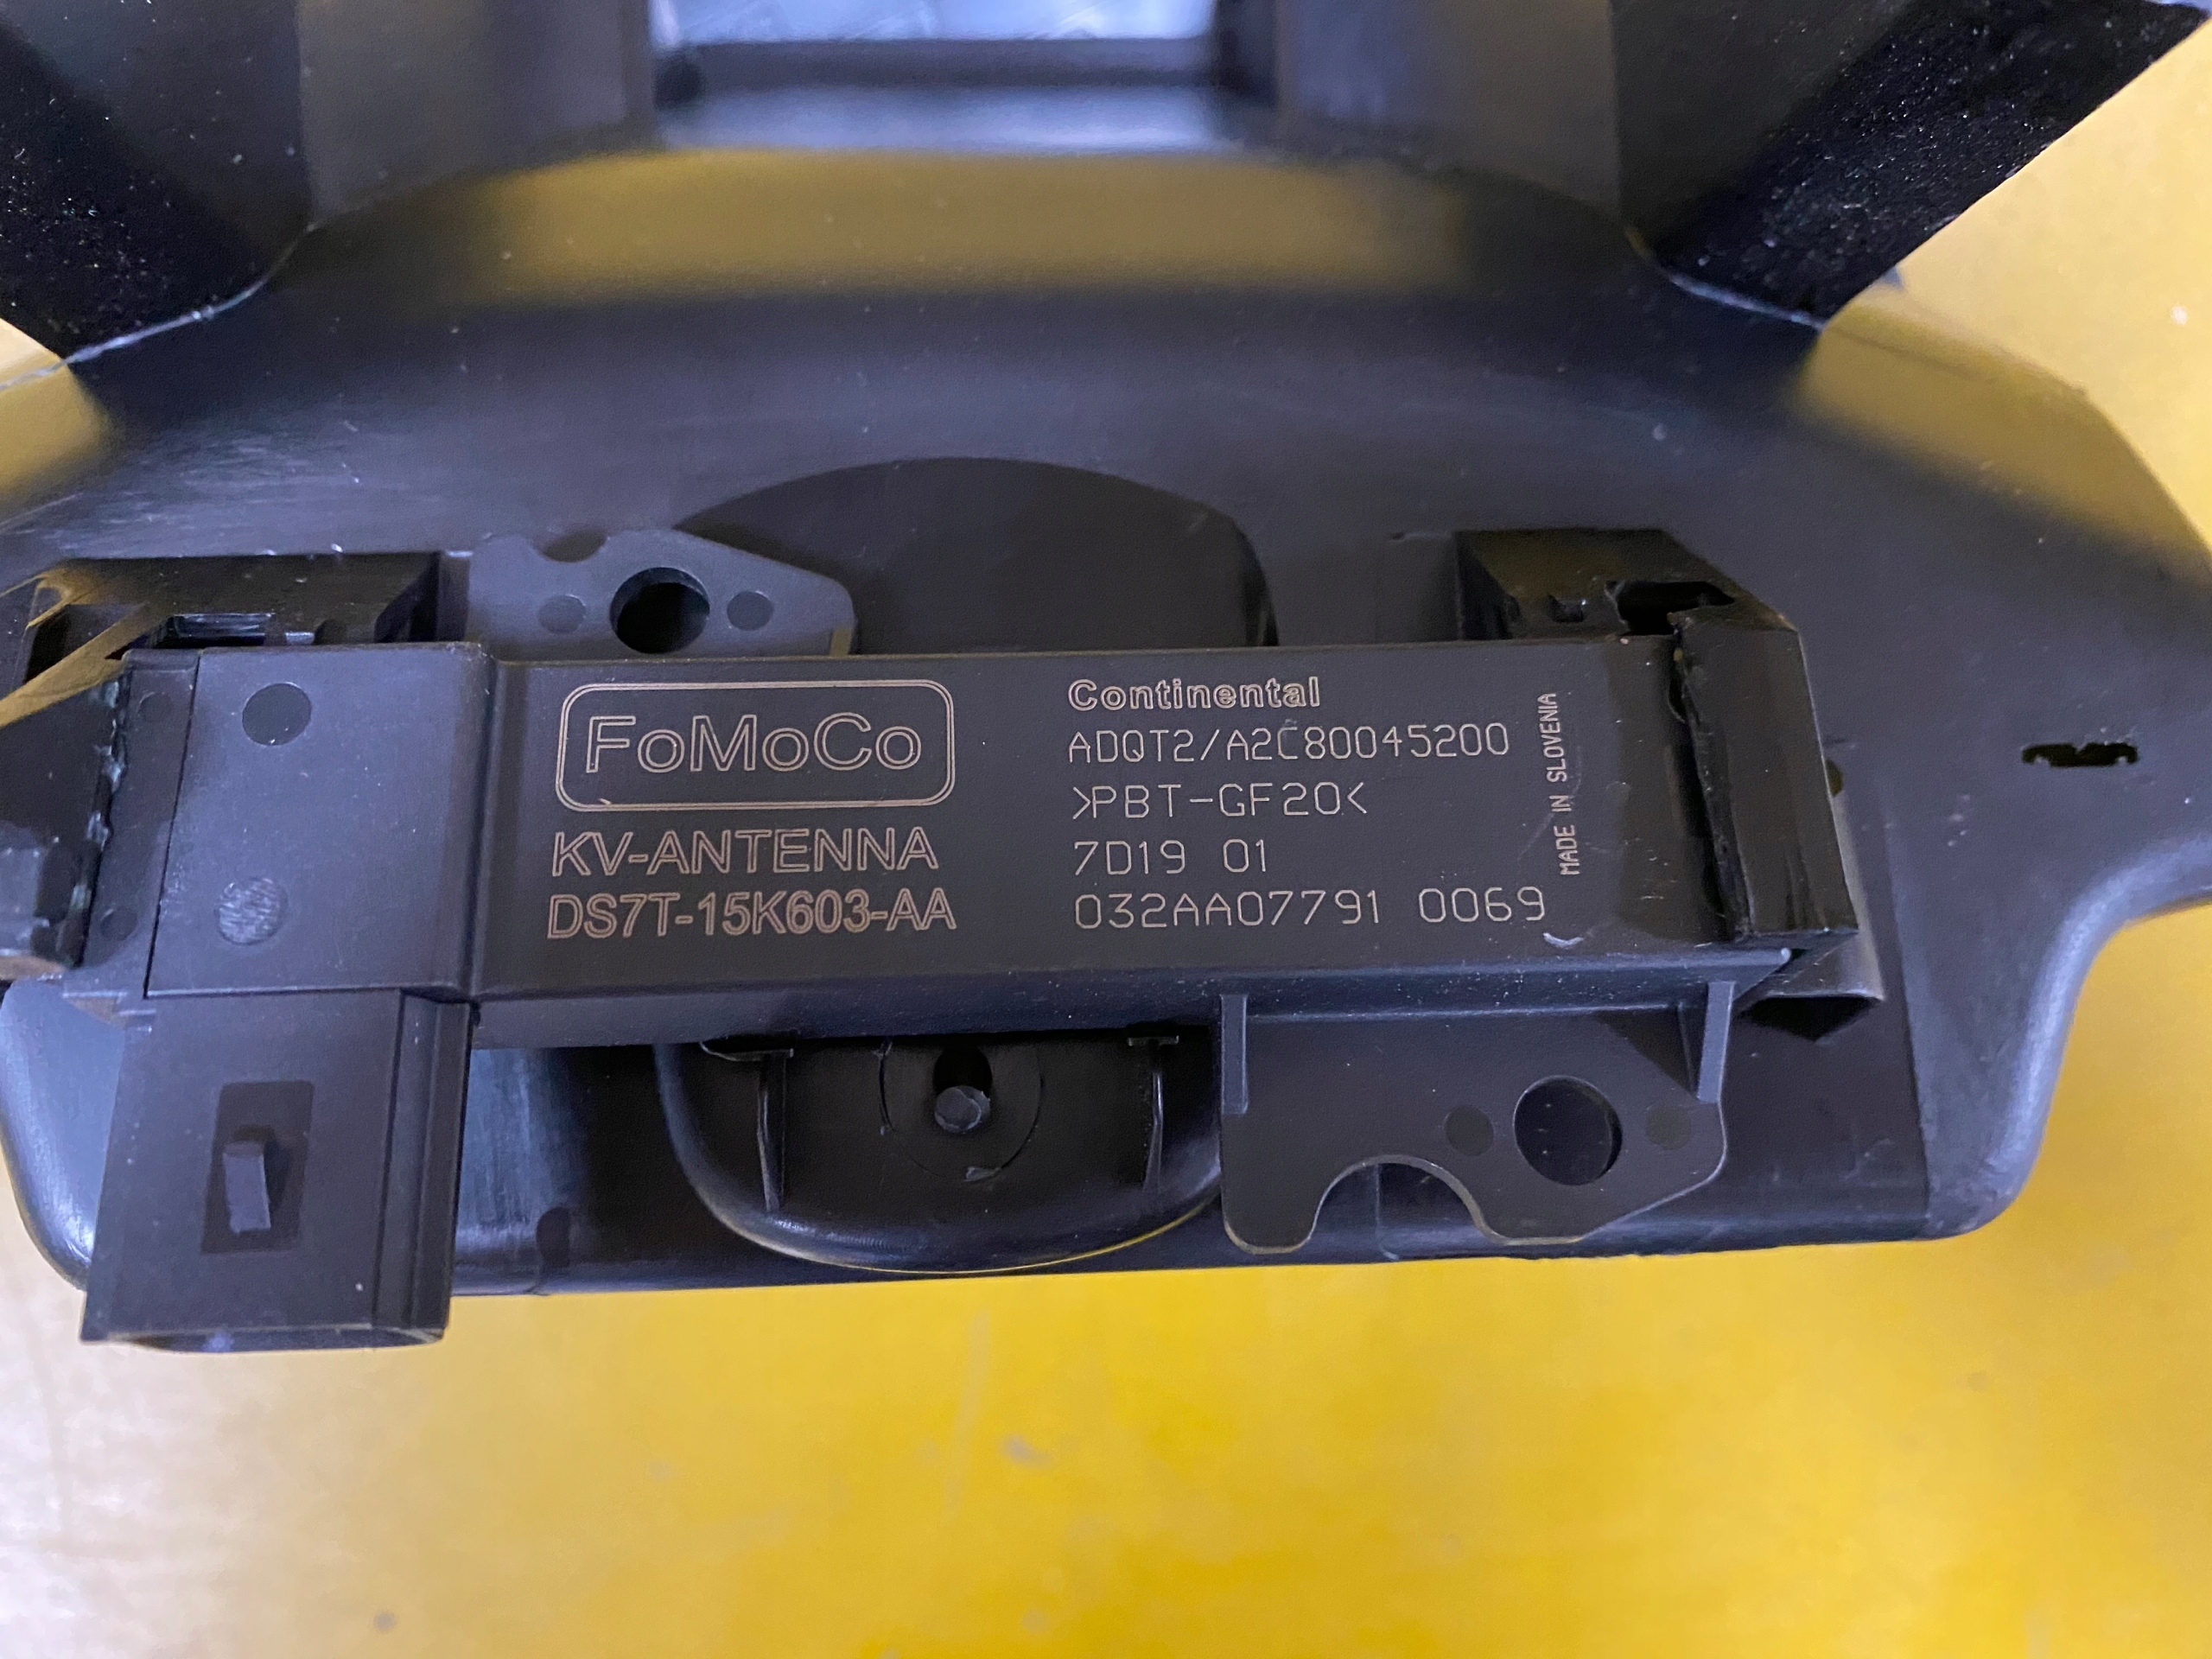 FoMoCo
KV-ANTENNA
DS7T-15K603-AA
Continental
ADQT2/A2C80045200
>PBT-GF20<
7D19 01
032AA07791 0069
MADE IN SLOVENIA